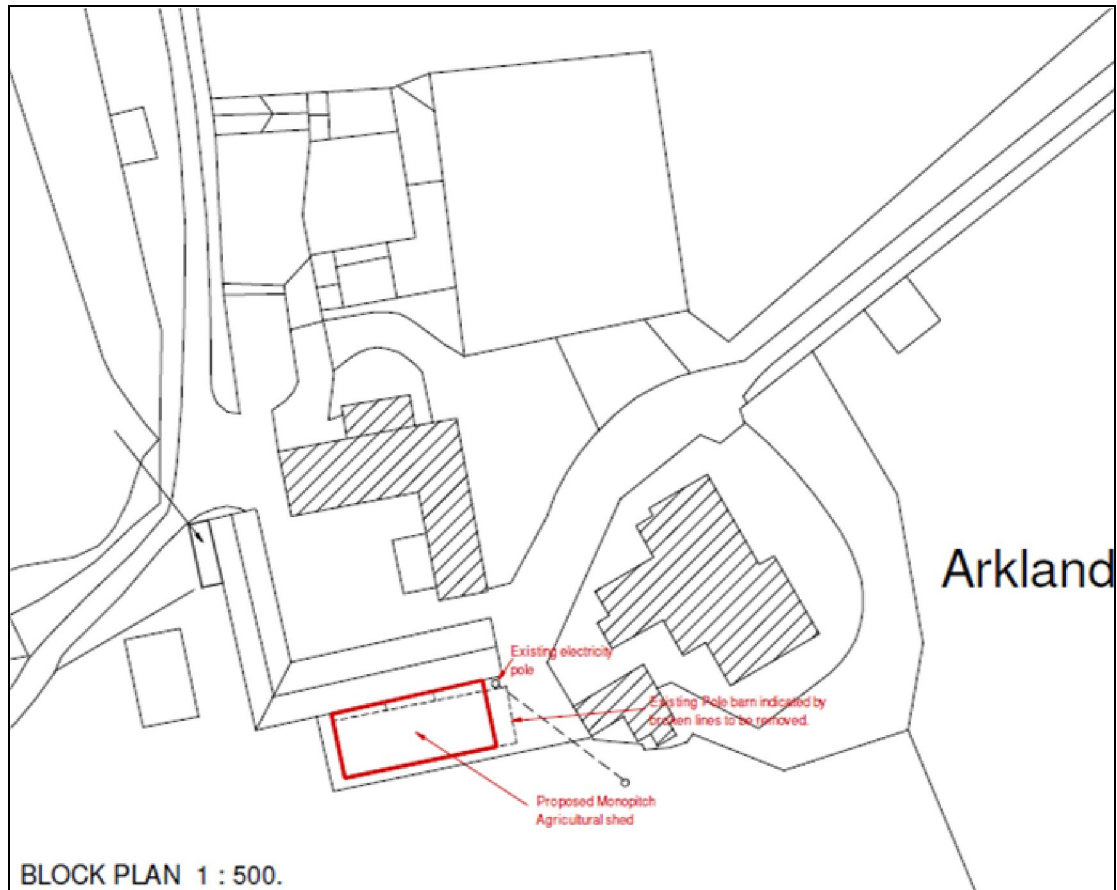 Arkland
Existing electricity
pole
Existing 'Pole barn indicated by
broken lines to be removed.
Proposed Monopitch
Agricultural shed
BLOCK PLAN 1 : 500.